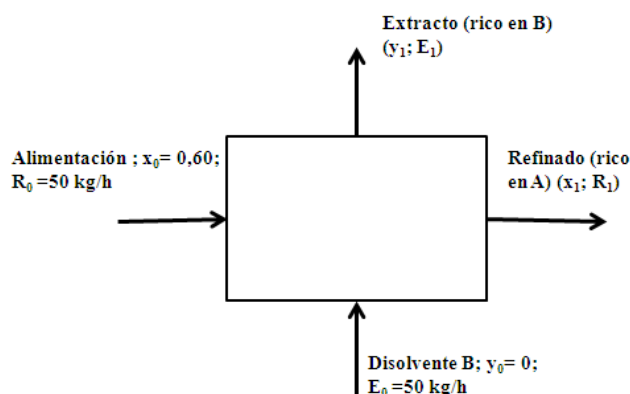 Extracto (rico en B)
(y₁; E₁)
Alimentación ; x₀= 0,60;
R₀ =50 kg/h
Refinado (rico
en A) (x₁; R₁)
Disolvente B; y₀= 0;
E₀ =50 kg/h